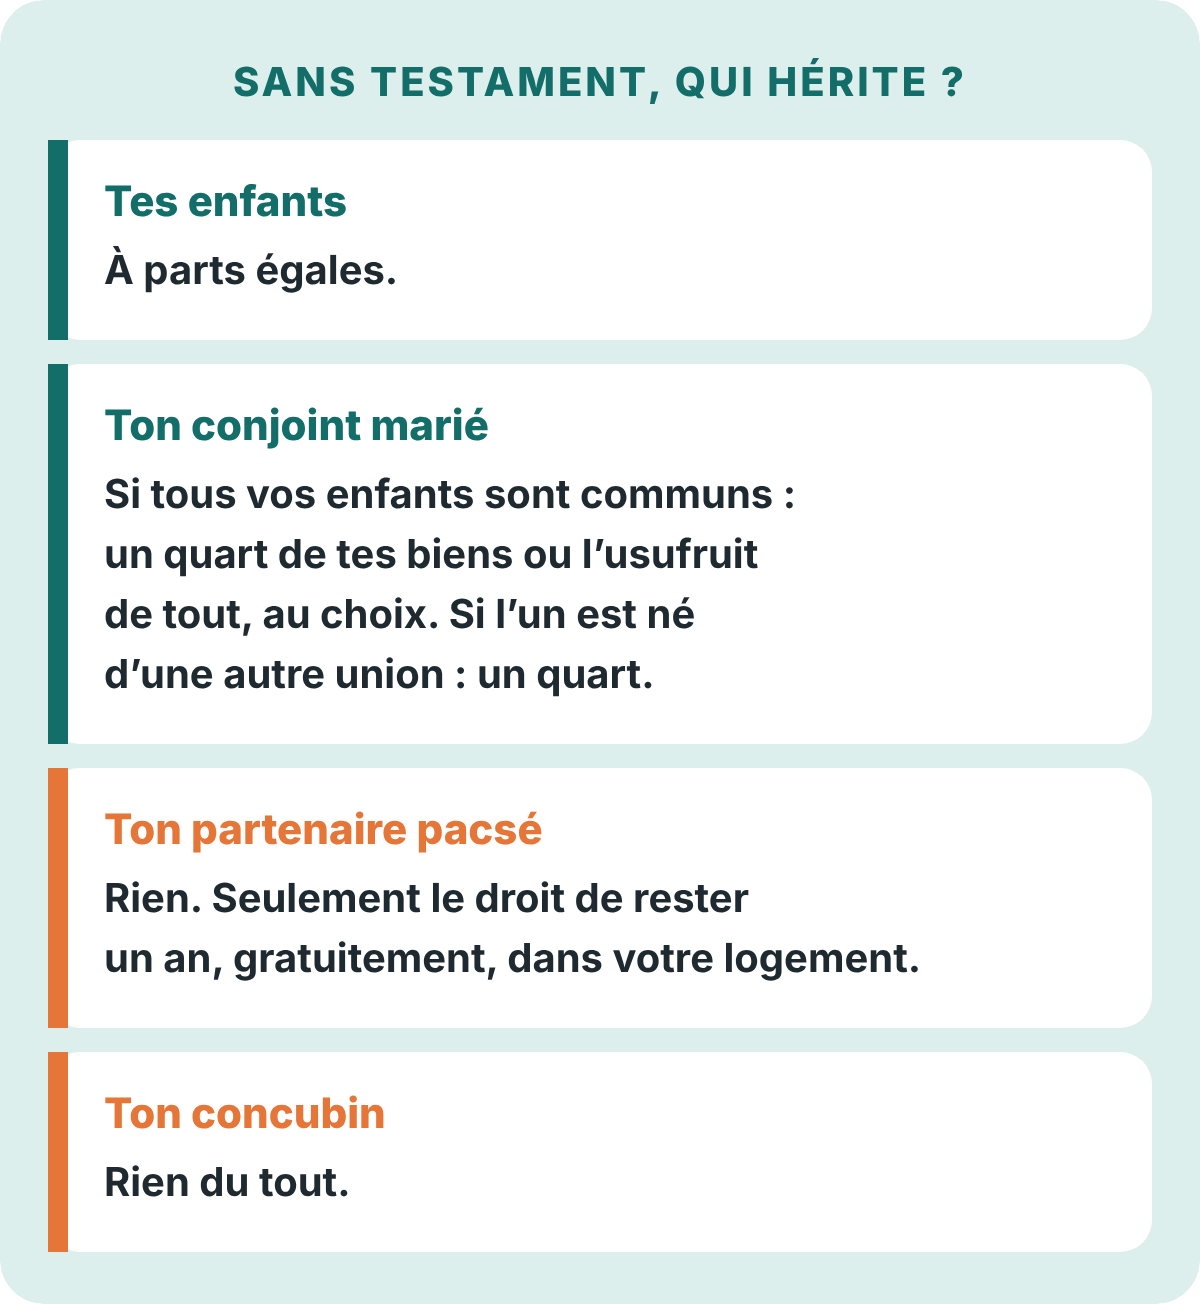 SANS TESTAMENT, QUI HÉRITE ?
Tes enfants
À parts égales.
Ton conjoint marié
Si tous vos enfants sont communs :
un quart de tes biens ou l’usufruit
de tout, au choix. Si l’un est né
d’une autre union : un quart.
Ton partenaire pacsé
Rien. Seulement le droit de rester
un an, gratuitement, dans votre logement.
Ton concubin
Rien du tout.